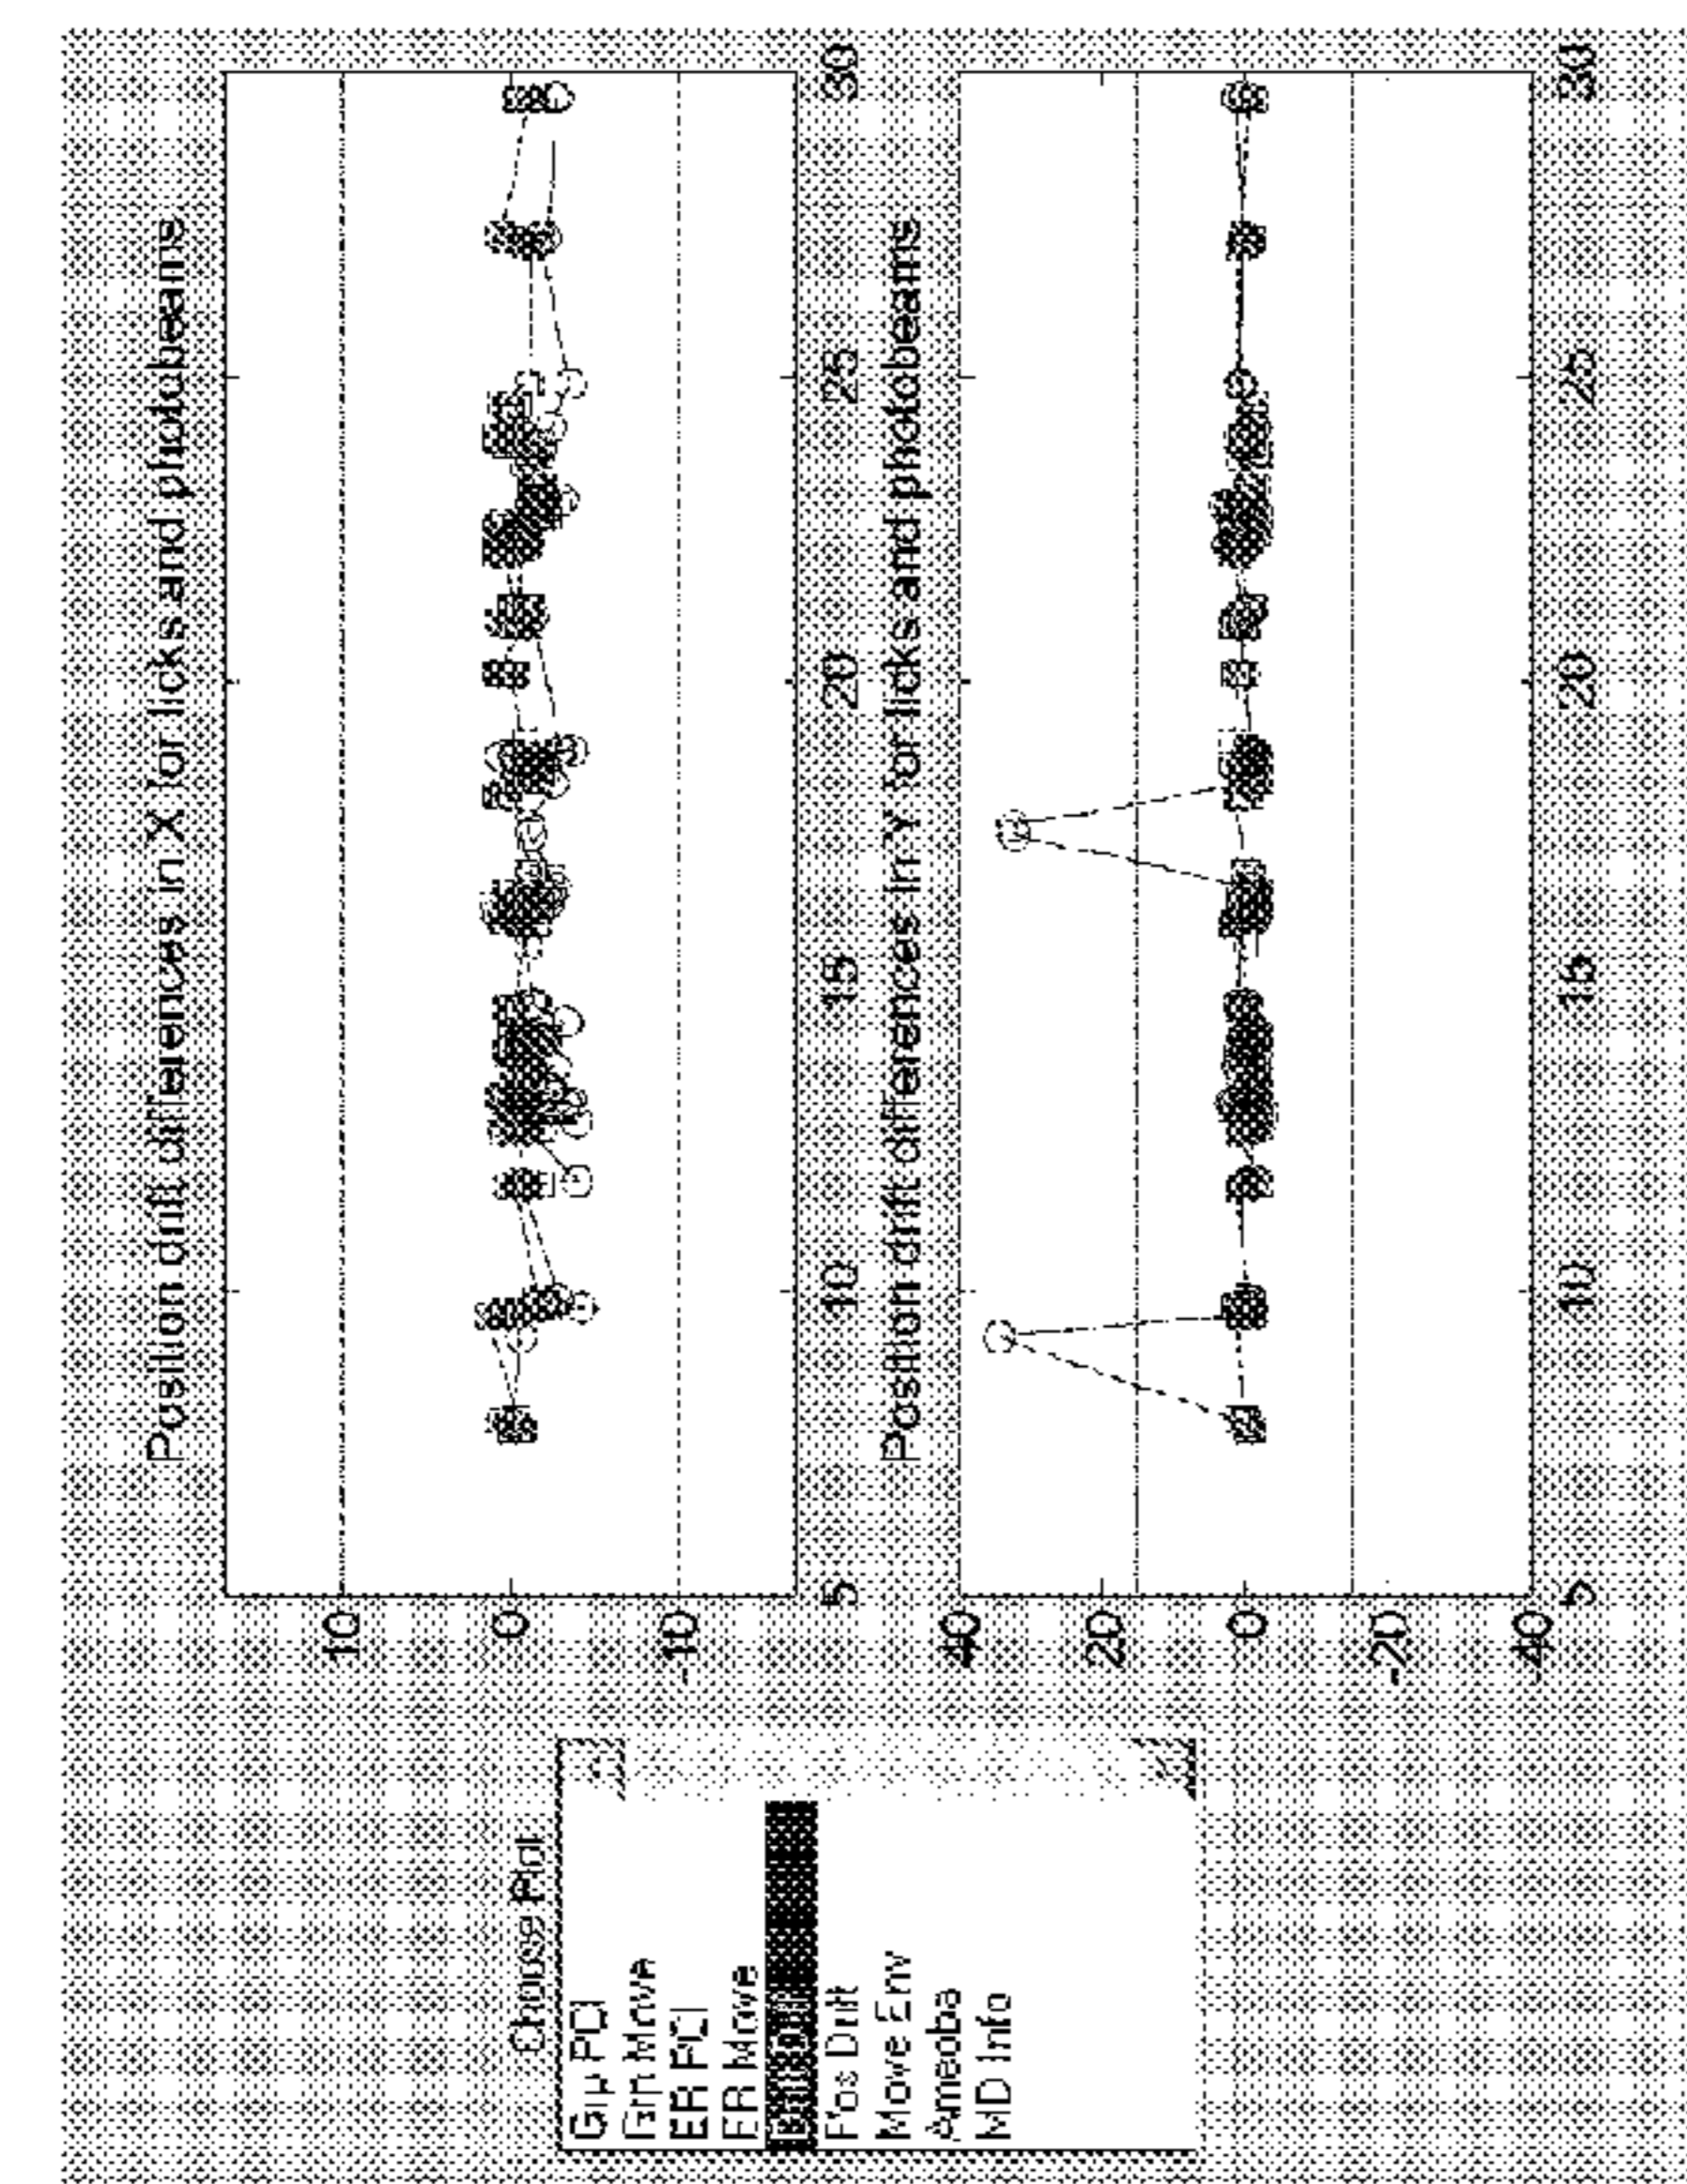 Choose Plot
Grp PCI
Grp Move
ER PCI
ER Move
Pos Drift
Move Env
Ameoba
MD Info
Position drift differences in X for licks and photobeams
10
0
-10
5
10
15
20
25
30
Position drift differences in Y for licks and photobeams
40
20
0
-20
-40
5
10
15
20
25
30